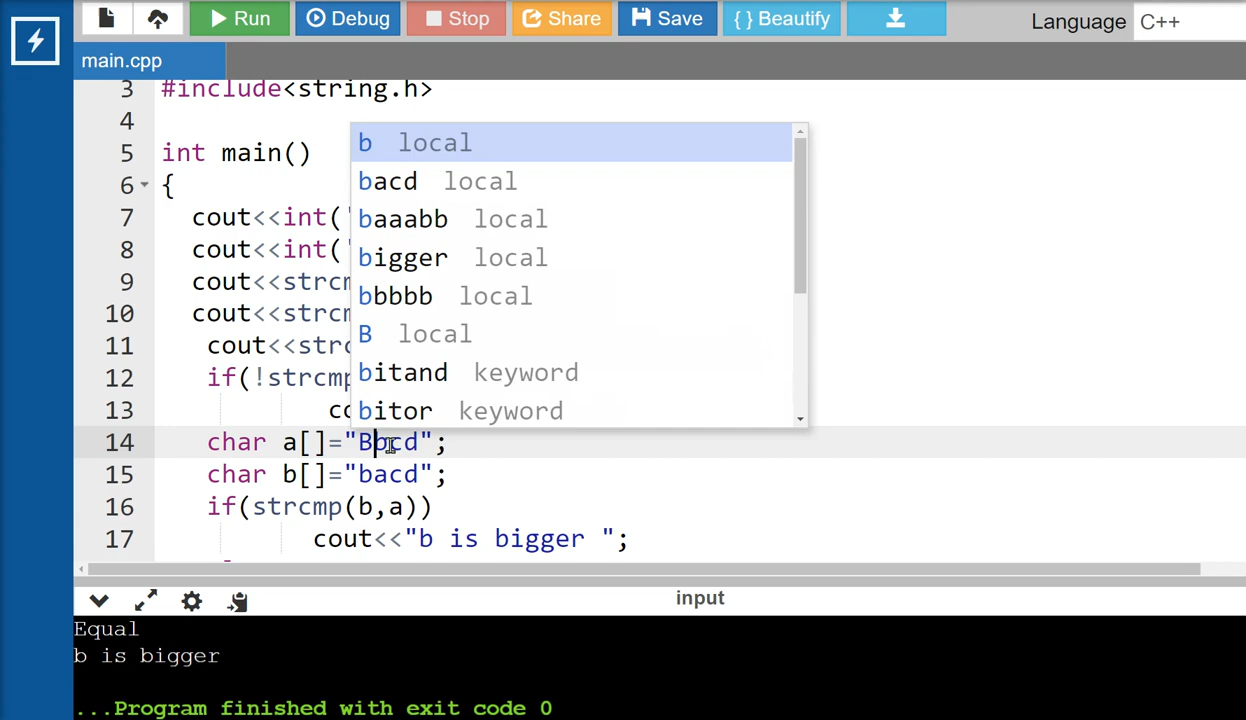 Run Debug Stop Share Save { } Beautify Language C++
main.cpp
3 #include<string.h>
4
5 int main()
6 {
7 cout<<int('
8 cout<<int('
9 cout<<strcm
10 cout<<strcm
11 cout<<strc
12 if(!strcmp
13 co
b local
bacd local
baaabb local
bigger local
bbbbb local
B local
bitand keyword
bitor keyword
14 char a[]="Bbcd";
15 char b[]="bacd";
16 if(strcmp(b,a))
17 cout<<"b is bigger ";
input
Equal
b is bigger
...Program finished with exit code 0